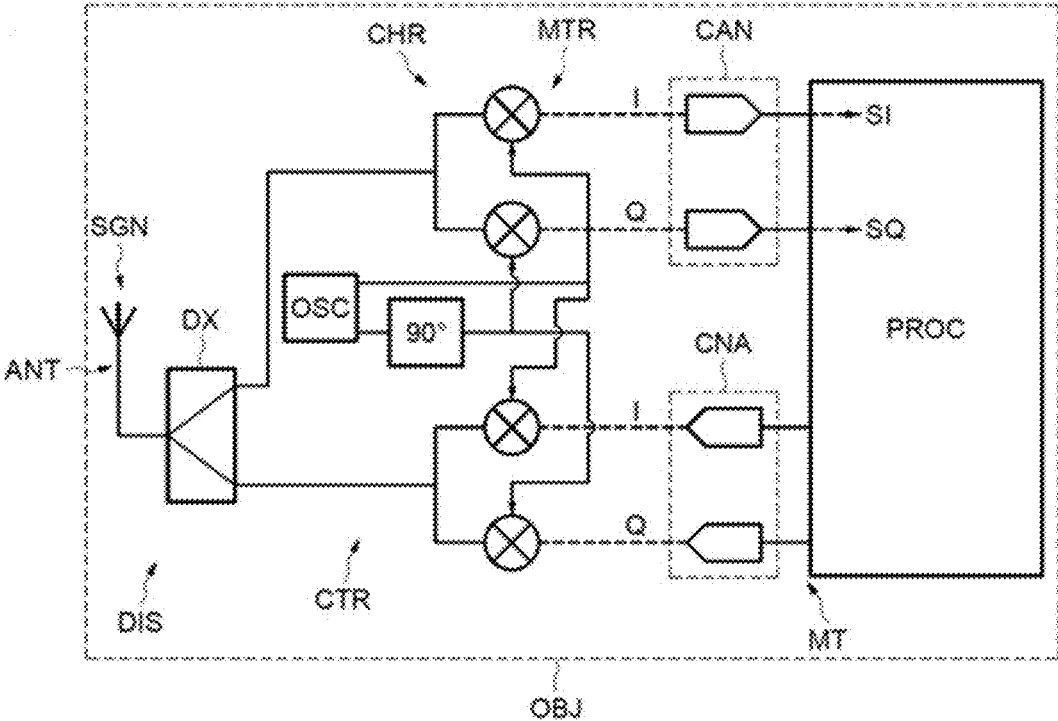 CHR
MTR
CAN
I
SI
SGN
Q
SQ
OSC
DX
90°
PROC
ANT
CNA
I
Q
DIS
CTR
MT
OBJ